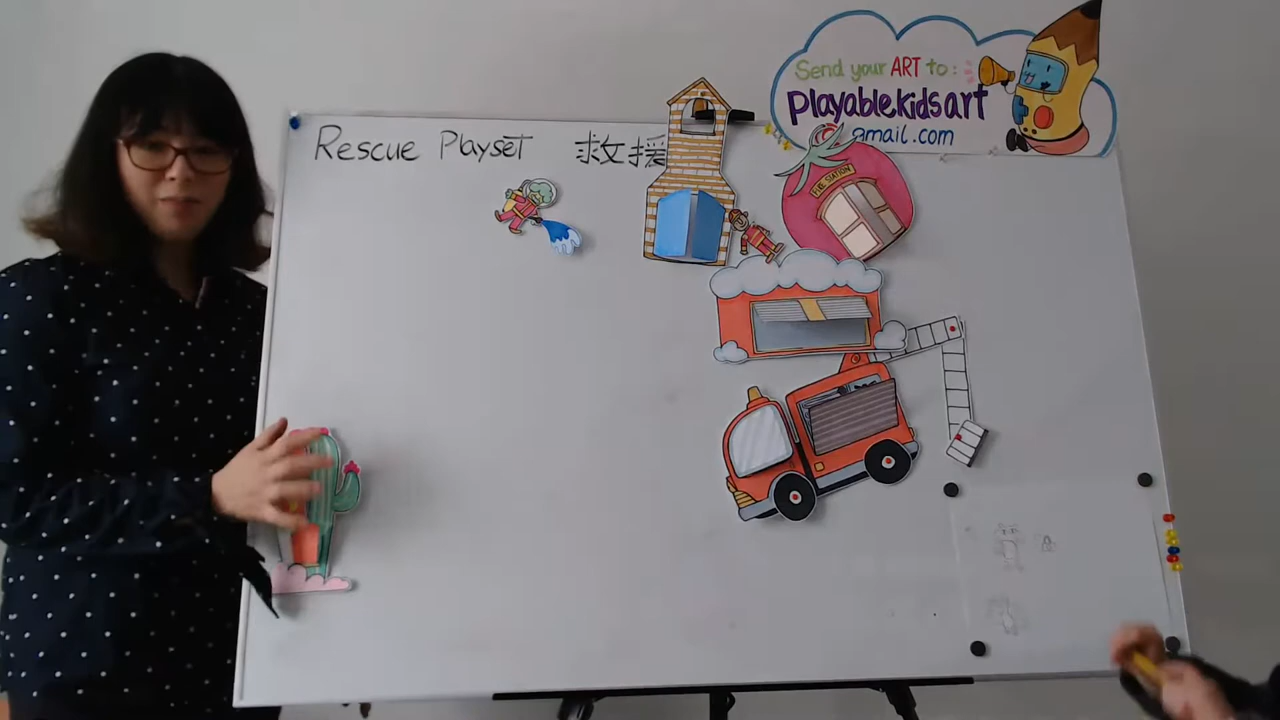 Rescue Playset 救援
Send your ART to:
playablekidsart
gmail.com
FIRE STATION